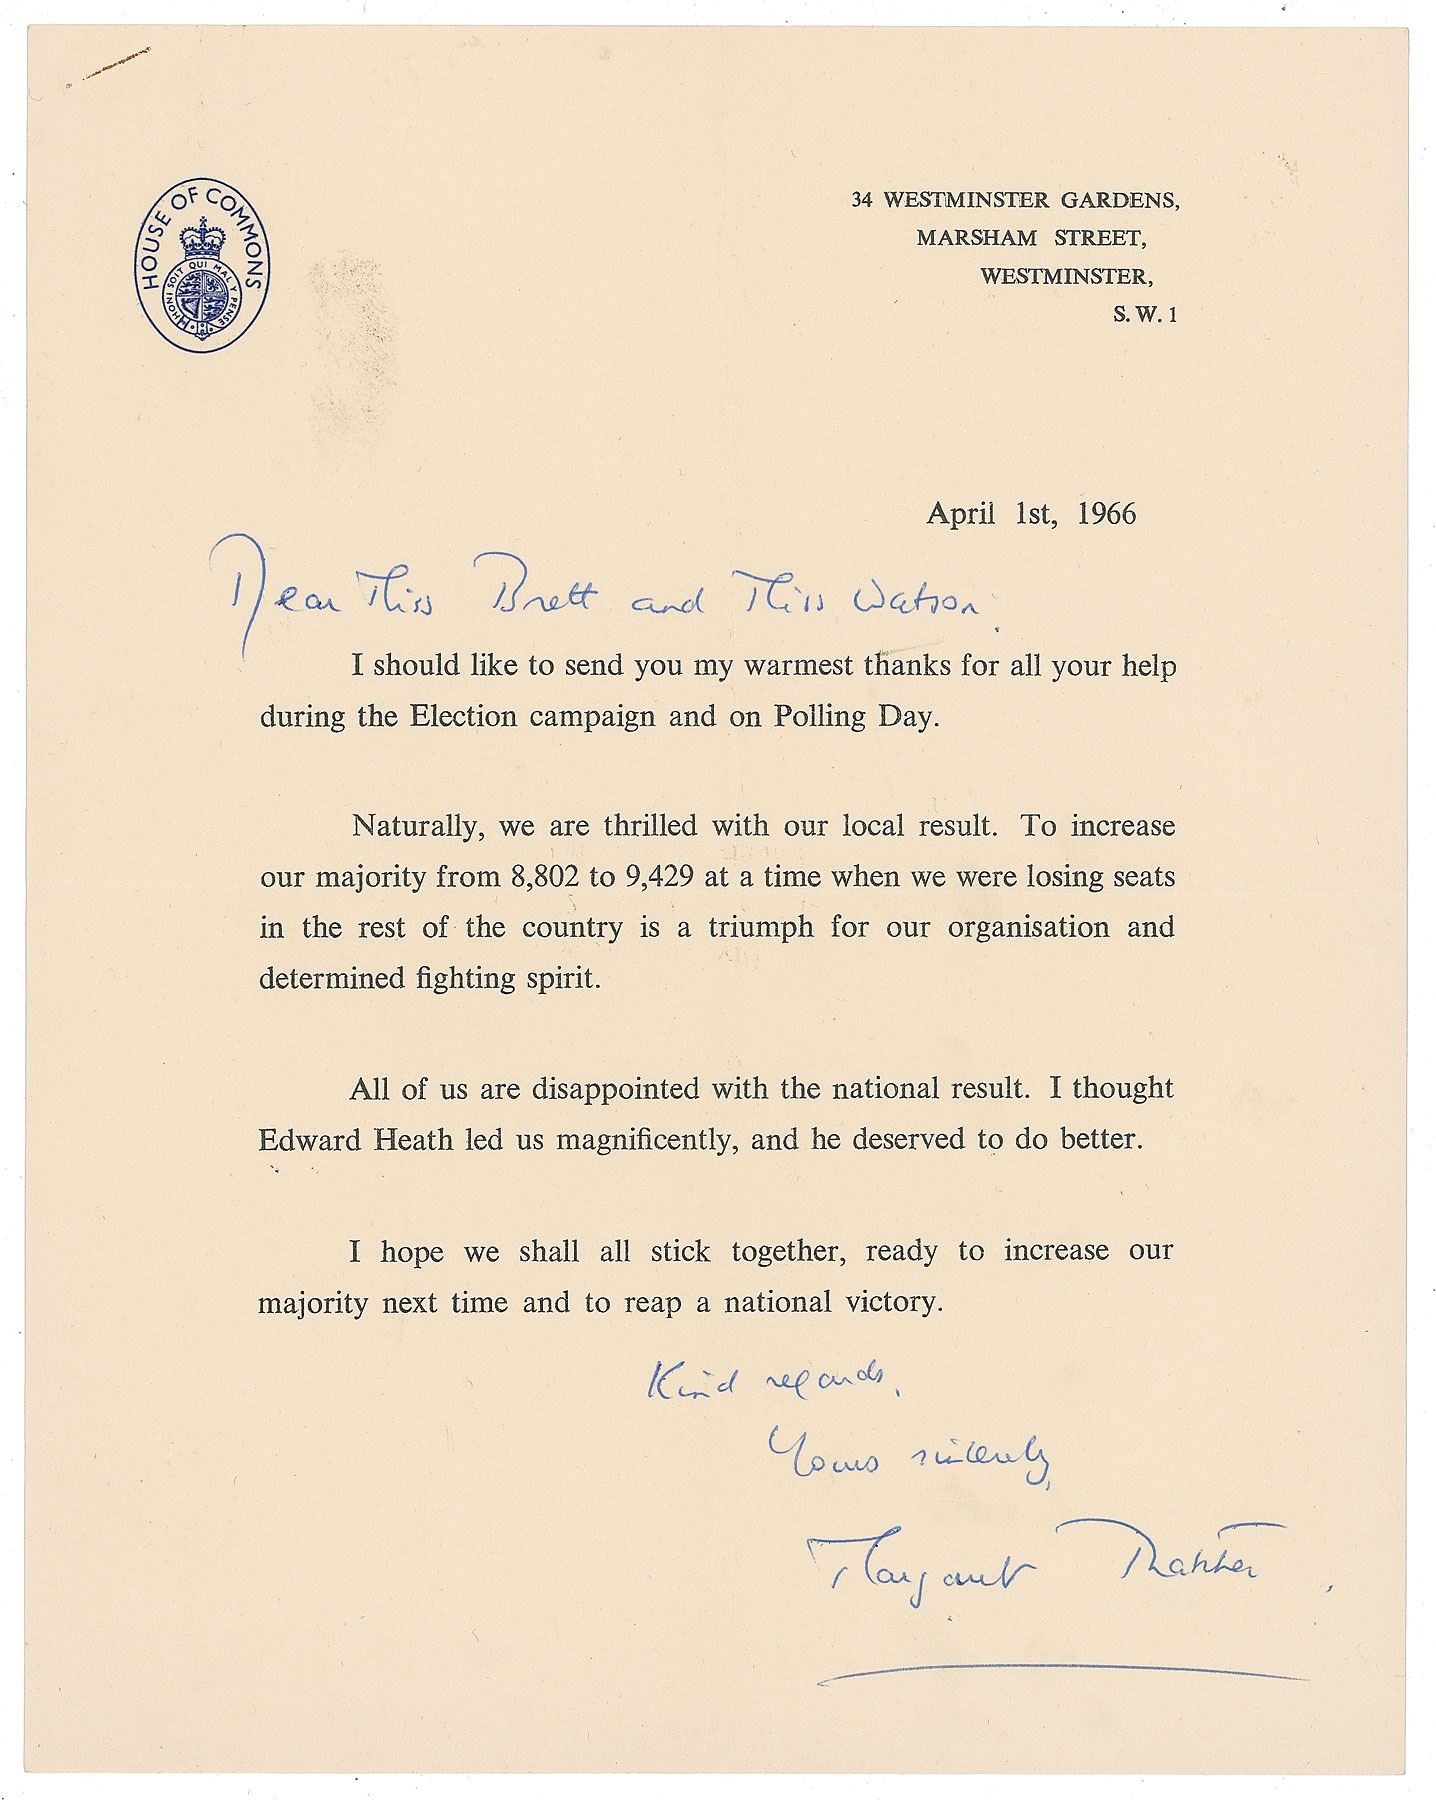 HOUSE OF COMMONS
HONI SOIT QUI MAL Y PENSE
34 WESTMINSTER GARDENS,
MARSHAM STREET,
WESTMINSTER,
S. W. 1
April 1st, 1966
Dear Miss Brett and Miss Watson.
I should like to send you my warmest thanks for all your help
during the Election campaign and on Polling Day.
Naturally, we are thrilled with our local result. To increase
our majority from 8,802 to 9,429 at a time when we were losing seats
in the rest of the country is a triumph for our organisation and
determined fighting spirit.
All of us are disappointed with the national result. I thought
Edward Heath led us magnificently, and he deserved to do better.
I hope we shall all stick together, ready to increase our
majority next time and to reap a national victory.
Kind regards,
Yours sincerely,
Margaret Thatcher